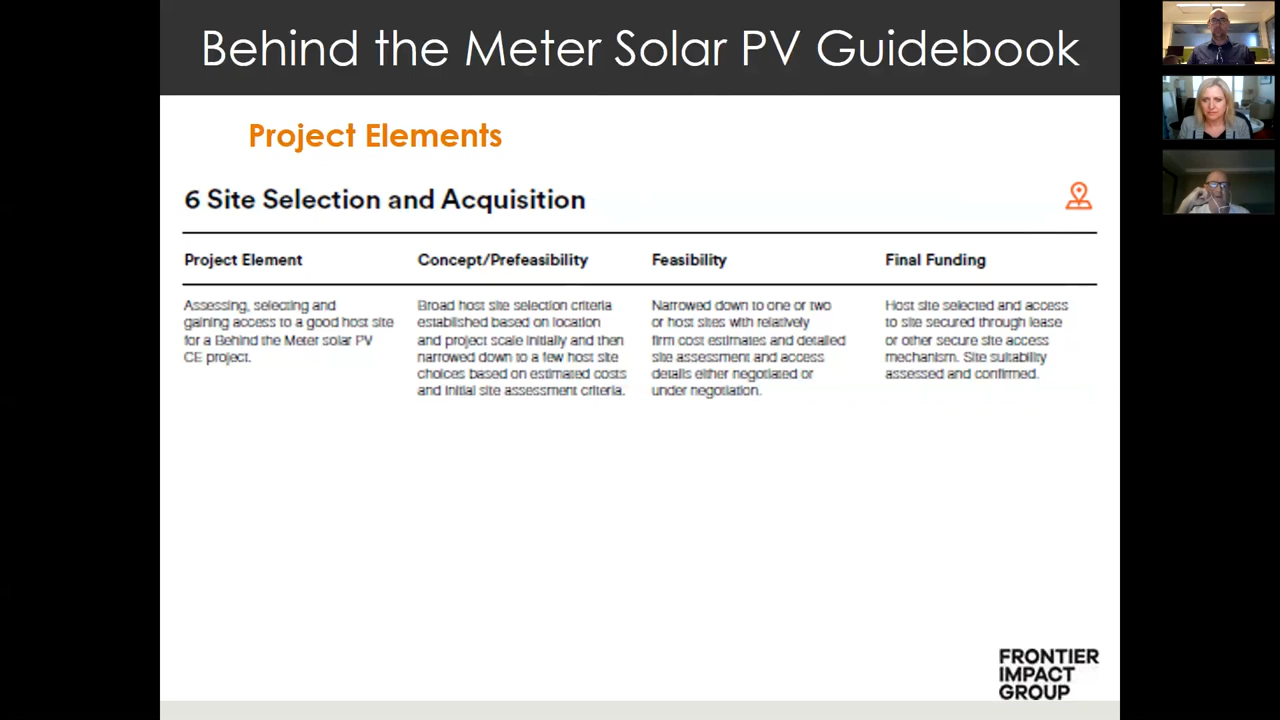 Behind the Meter Solar PV Guidebook
Project Elements
6 Site Selection and Acquisition
Project Element
Concept/Prefeasibility
Feasibility
Final Funding
Assessing, selecting and
gaining access to a good host site
for a Behind the Meter solar PV
CE project.
Broad host site selection criteria
established based on location
and project scale initially and then
narrowed down to a few host site
choices based on estimated costs
and initial site assessment criteria.
Narrowed down to one or two
or host sites with relatively
firm cost estimates and detailed
site assessment and access
details either negotiated or
under negotiation.
Host site selected and access
to site secured through lease
or other secure site access
mechanism. Site suitability
assessed and confirmed.
FRONTIER
IMPACT
GROUP